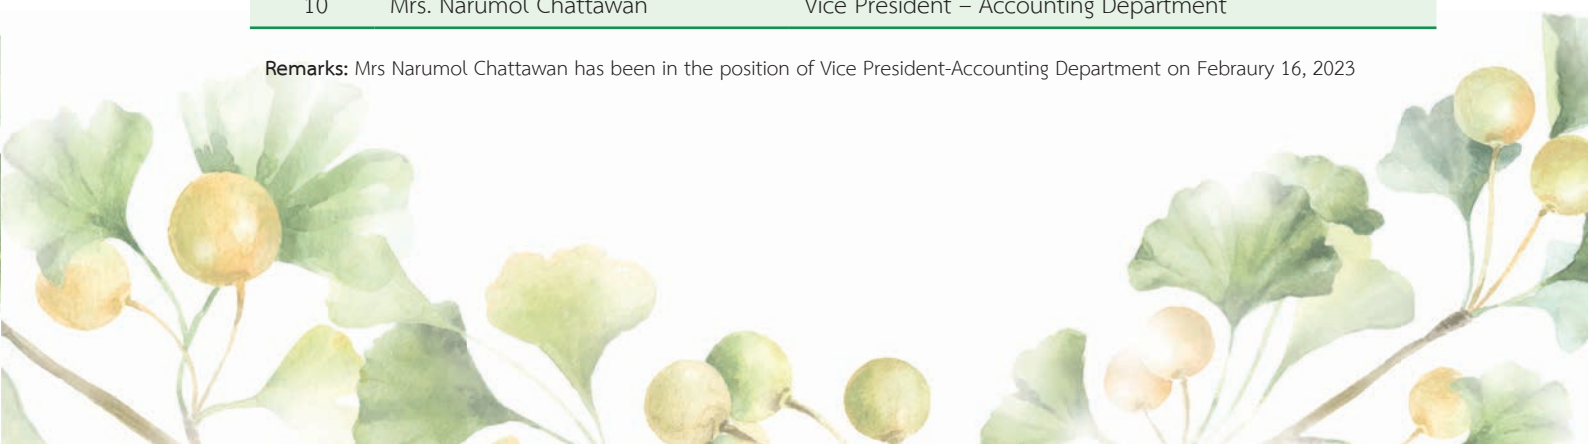 10 Mrs. Narumol Chattawan Vice President – Accounting Department
Remarks: Mrs Narumol Chattawan has been in the position of Vice President-Accounting Department on Febraury 16, 2023